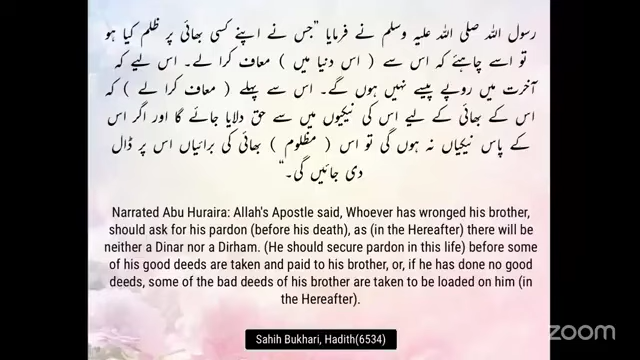 رسول اللہ صلی اللہ علیہ وسلم نے فرمایا ”جس نے اپنے کسی بھائی پر ظلم کیا ہو
تو اسے چاہئے کہ اس سے ( اس دنیا میں ) معاف کرا لے۔ اس لیے کہ
آخرت میں روپے پیسے نہیں ہوں گے۔ اس سے پہلے ( معاف کرا لے ) کہ
اس کے بھائی کے لیے اس کی نیکیوں میں سے حق دلایا جائے گا اور اگر اس
کے پاس نیکیاں نہ ہوں گی تو اس ( مظلوم ) بھائی کی برائیاں اس پر ڈال
دی جائیں گی۔“
Narrated Abu Huraira: Allah's Apostle said, Whoever has wronged his brother,
should ask for his pardon (before his death), as (in the Hereafter) there will be
neither a Dinar nor a Dirham. (He should secure pardon in this life) before some
of his good deeds are taken and paid to his brother, or, if he has done no good
deeds, some of the bad deeds of his brother are taken to be loaded on him (in
the Hereafter).
Sahih Bukhari, Hadith(6534)
zoom